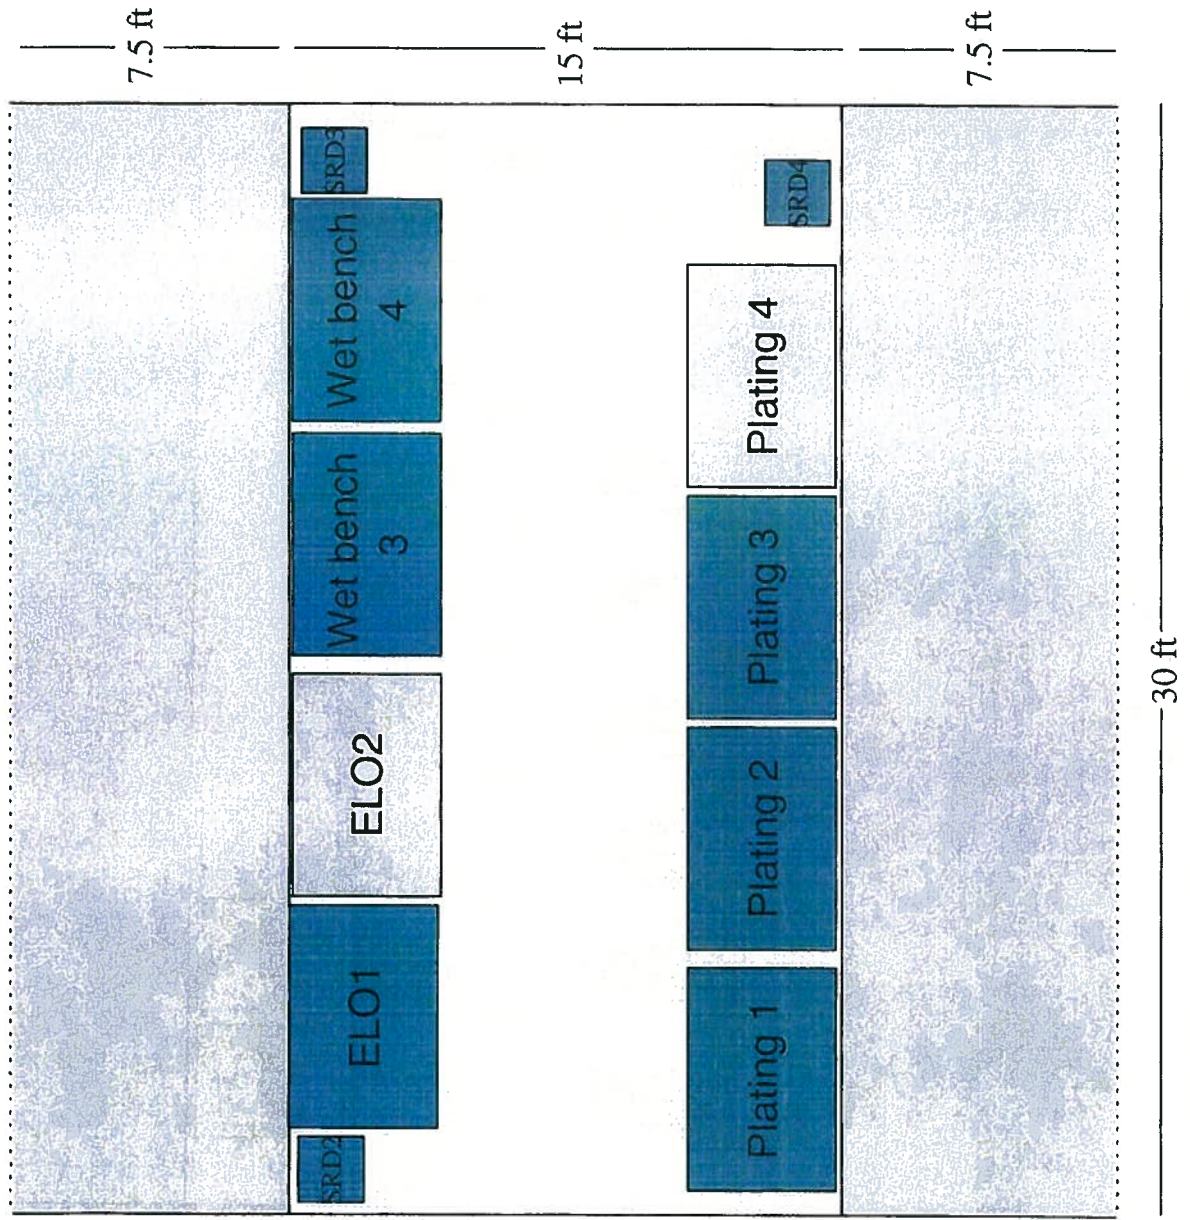 7.5 ft
15 ft
7.5 ft
SRD2
ELO1
ELO2
Wet bench
3
Wet bench
4
SRD3
Plating 1
Plating 2
Plating 3
Plating 4
SRD4
30 ft